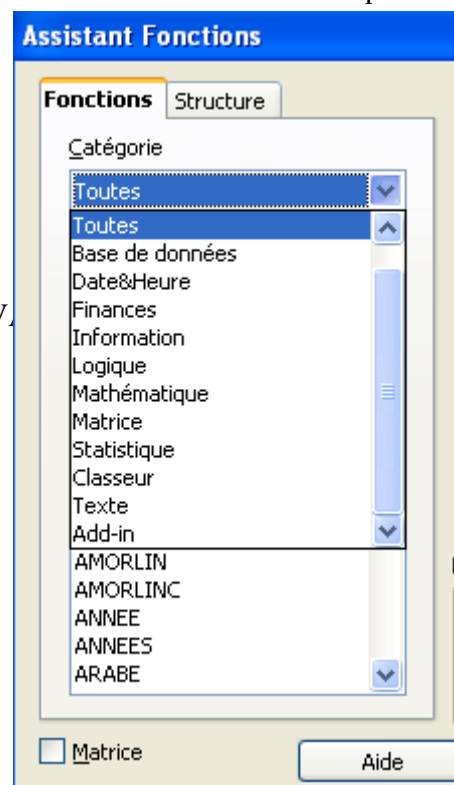 Assistant Fonctions
Fonctions Structure
Catégorie
Toutes
Toutes
Base de données
Date&Heure
Finances
Information
Logique
Mathématique
Matrice
Statistique
Classeur
Texte
Add-in
AMORLIN
AMORLINC
ANNEE
ANNEES
ARABE
Matrice
Aide